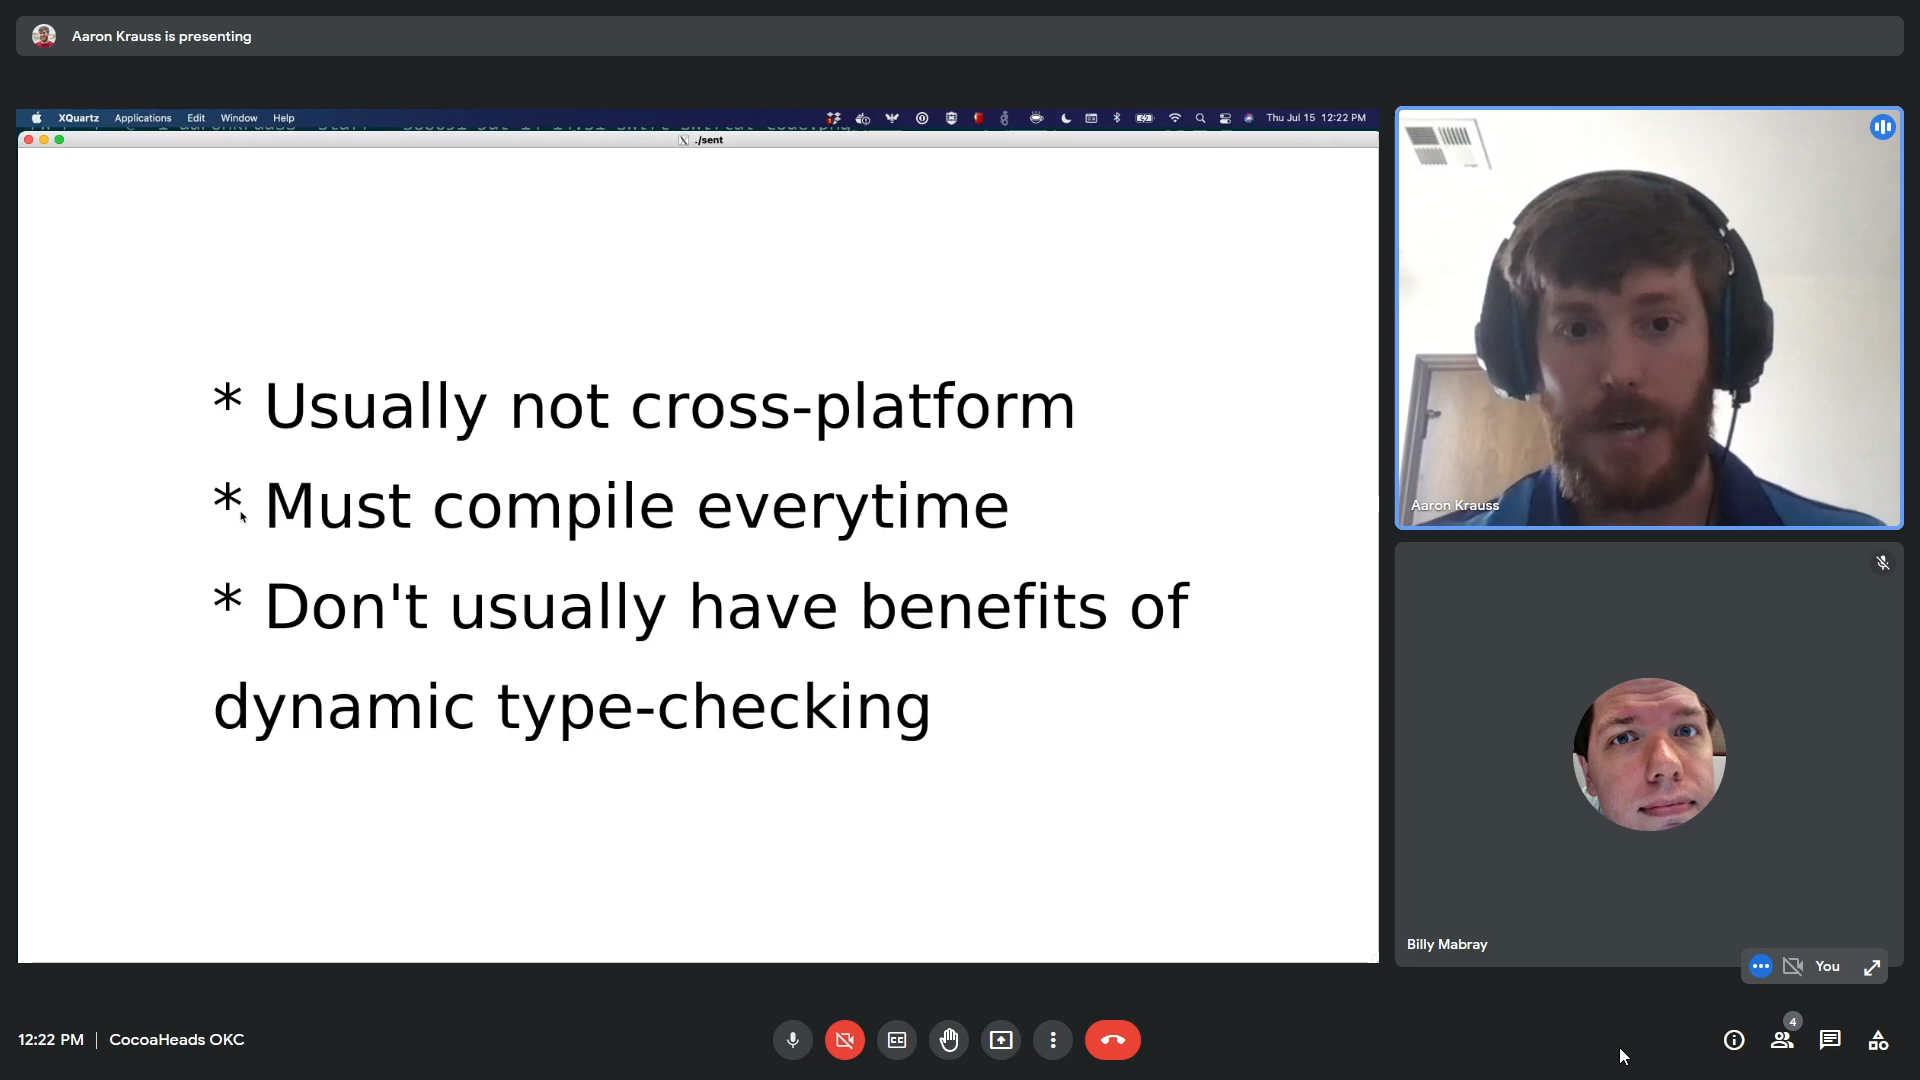 Aaron Krauss is presenting
XQuartz Applications Edit Window Help
Thu Jul 15 12:22 PM
./sent
* Usually not cross-platform
* Must compile everytime
* Don't usually have benefits of
dynamic type-checking
Aaron Krauss
Billy Mabray
You
12:22 PM | CocoaHeads OKC
4